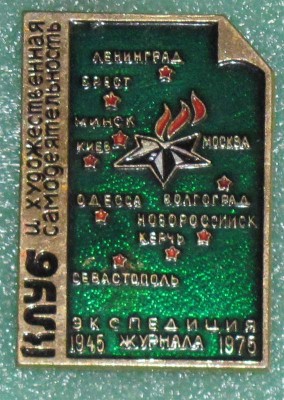 КЛУБ
и художественная
самодеятельность
ЛЕНИНГРАД
БРЕСТ
МИНСК
КИЕВ МОСКВА
ОДЕССА ВОЛГОГРАД
НОВОРОССИЙСК
КЕРЧЬ
СЕВАСТОПОЛЬ
ЭКСПЕДИЦИЯ
1945 ЖУРНАЛА 1975